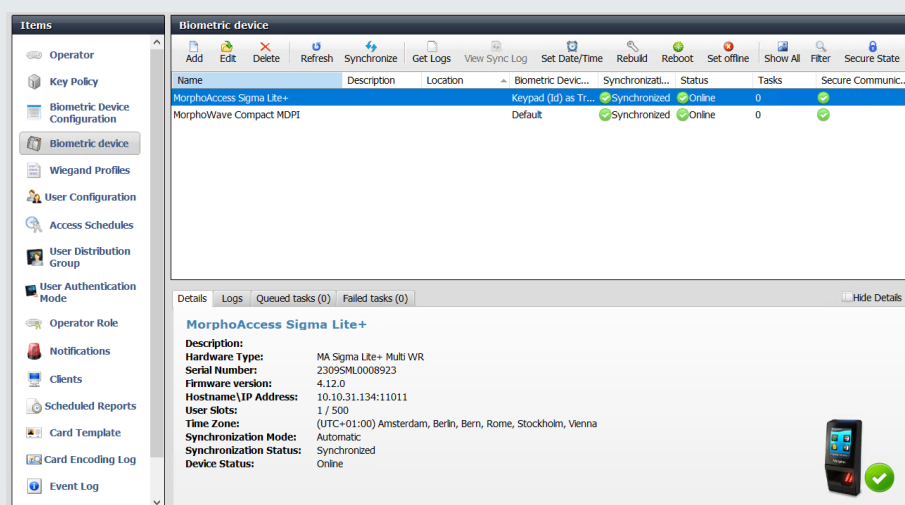 Items
Operator
Key Policy
Biometric Device
Configuration
Biometric device
Wiegand Profiles
User Configuration
Access Schedules
User Distribution
Group
User Authentication
Mode
Operator Role
Notifications
Clients
Scheduled Reports
Card Template
Card Encoding Log
Event Log
Biometric device
Add Edit Delete Refresh Synchronize Get Logs View Sync Log Set Date/Time Rebuild Reboot Set offline Show All Filter Secure State
Name Description Location Biometric Devic... Synchronizati... Status Tasks Secure Communic...
MorphoAccess Sigma Lite+ Keypad (Id) as Tr... Synchronized Online 0
MorphoWave Compact MDPI Default Synchronized Online 0
Details Logs Queued tasks (0) Failed tasks (0) Hide Details
MorphoAccess Sigma Lite+
Description:
Hardware Type: MA Sigma Lite+ Multi WR
Serial Number: 2309SML0008923
Firmware version: 4.12.0
Hostname\IP Address: 10.10.31.134:11011
User Slots: 1 / 500
Time Zone: (UTC+01:00) Amsterdam, Berlin, Bern, Rome, Stockholm, Vienna
Synchronization Mode: Automatic
Synchronization Status: Synchronized
Device Status: Online